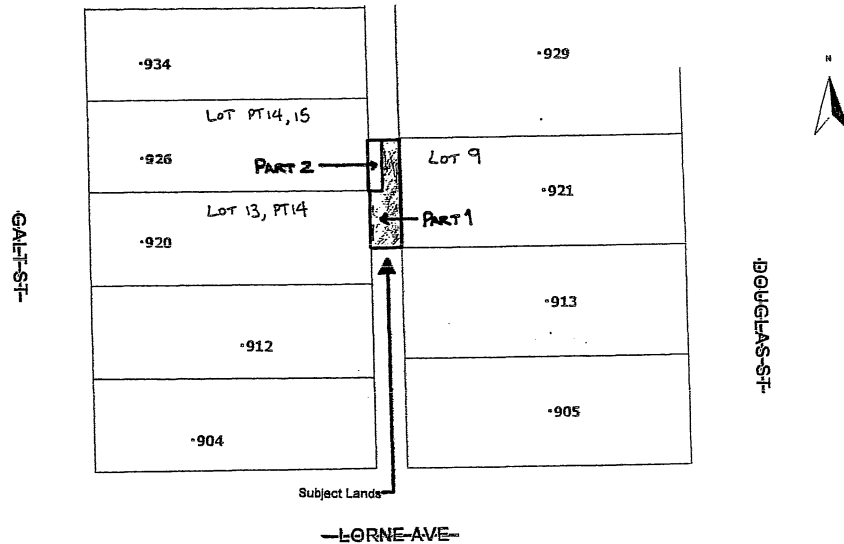 •934
•929
N
LOT PT14, 15
•926
PART 2
LOT 9
•921
LOT 13, PT14
•920
PART 1
GALT ST
DOUGLAS ST
•913
•912
•905
•904
Subject Lands
LORNE AVE